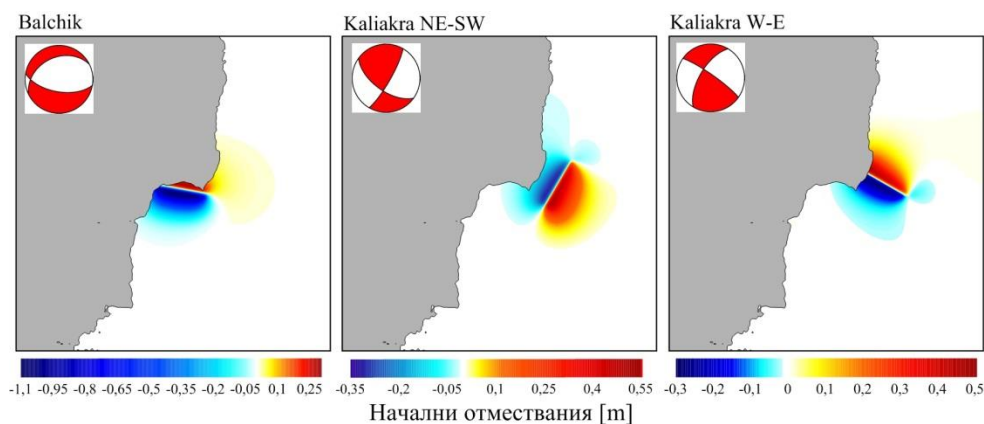 Balchik
Kaliakra NE-SW
Kaliakra W-E
-1,1 -0,95 -0,8 -0,65 -0,5 -0,35 -0,2 -0,05 0,1 0,25
-0,35 -0,2 -0,05 0,1 0,25 0,4 0,55
-0,3 -0,2 -0,1 0 0,1 0,2 0,3 0,4 0,5
Начални отмествания [m]